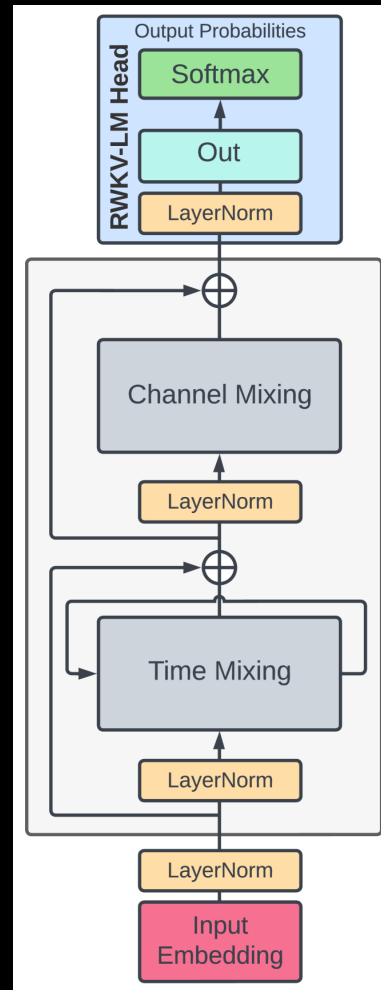 Output Probabilities
RWKV-LM Head
Softmax
Out
LayerNorm
Channel Mixing
LayerNorm
Time Mixing
LayerNorm
LayerNorm
Input
Embedding